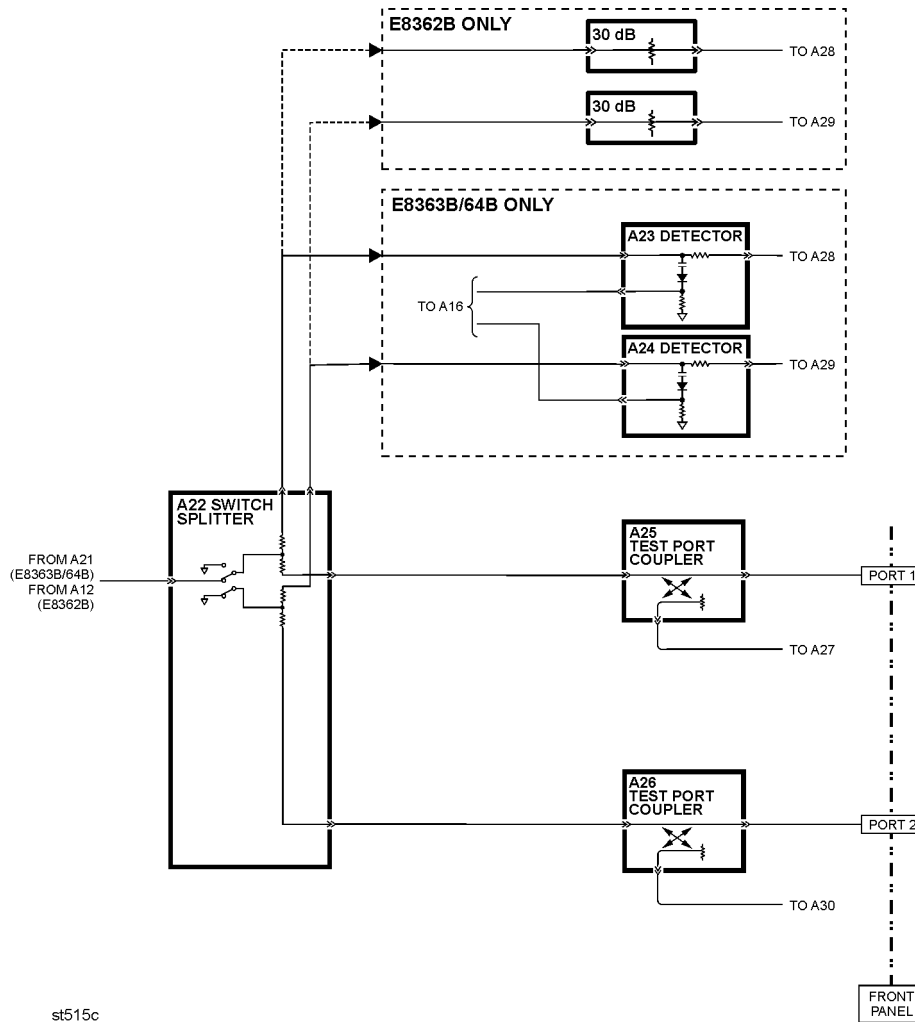 E8362B ONLY
30 dB
TO A28
30 dB
TO A29
E8363B/64B ONLY
A23 DETECTOR
TO A28
TO A16
A24 DETECTOR
TO A29
A22 SWITCH
SPLITTER
FROM A21
(E8363B/64B)
FROM A12
(E8362B)
A25
TEST PORT
COUPLER
PORT 1
TO A27
A26
TEST PORT
COUPLER
PORT 2
TO A30
FRONT
PANEL
st515c